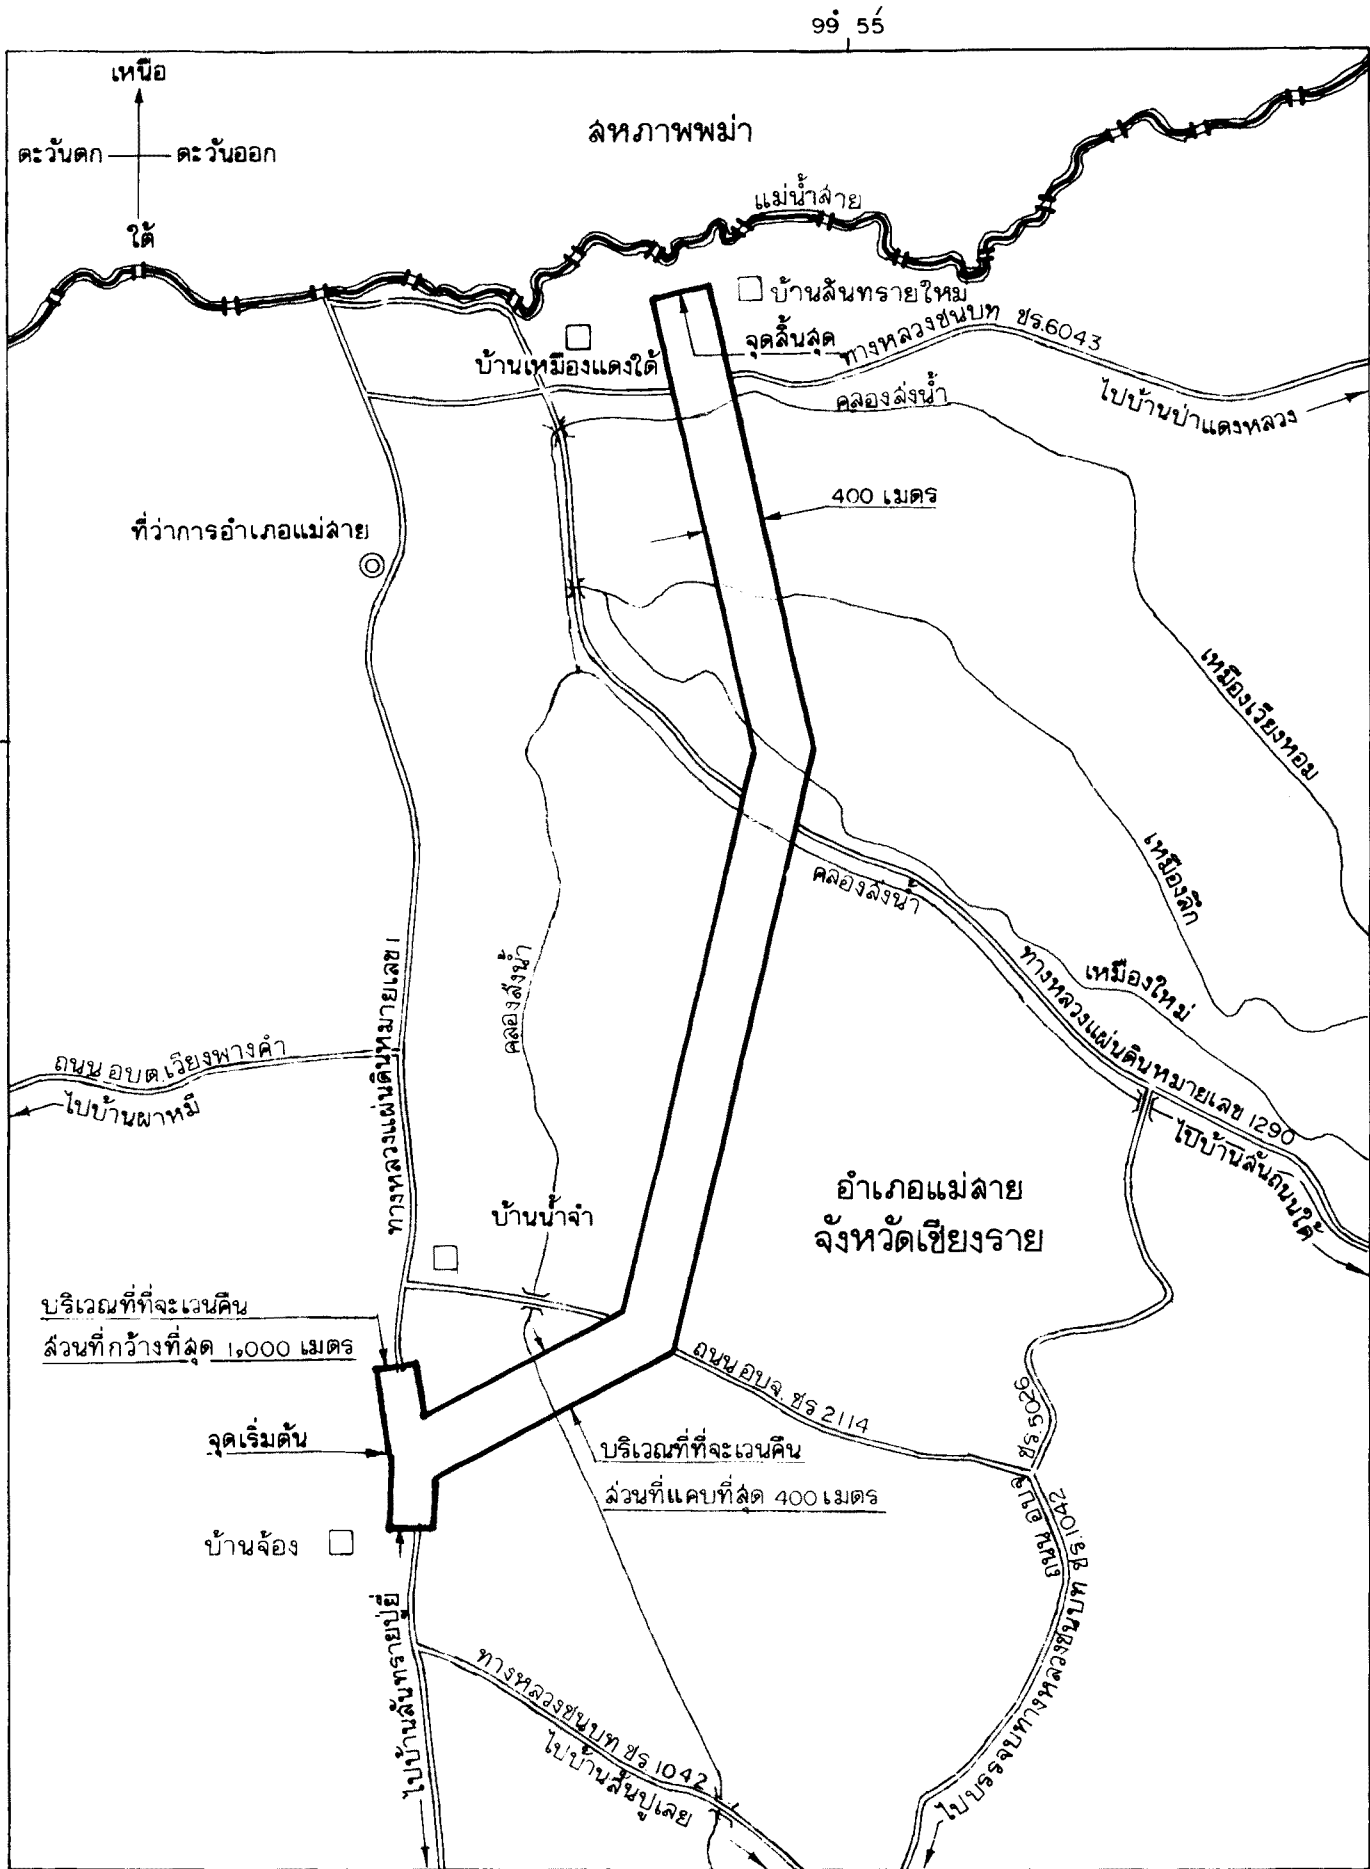 99° 55'
เหนือ
ตะวันตก
ตะวันออก
ใต้
สหภาพพม่า
แม่น้ำสาย
บ้านสันทรายใหม่
จุดสิ้นสุด
บ้านเหมืองแดงใต้
ทางหลวงชนบท ชร.6043
ไปบ้านป่าแดงหลวง
คลองส่งน้ำ
400 เมตร
ที่ว่าการอำเภอแม่สาย
เหมืองเวียงหอม
เหมืองลึก
คลองส่งน้ำ
เหมืองใหม่
ทางหลวงแผ่นดินหมายเลข 1290
ไปบ้านสันถนนใต้
ทางหลวงแผ่นดินหมายเลข 1
คลองส่งน้ำ
ถนน อบต.เวียงพางคำ
ไปบ้านผาหมี
บ้านน้ำจำ
อำเภอแม่สาย
จังหวัดเชียงราย
บริเวณที่ที่จะเวนคืน
ส่วนที่กว้างที่สุด 1,000 เมตร
จุดเริ่มต้น
ถนน อบจ. ชร 2114
บริเวณที่ที่จะเวนคืน
ส่วนที่แคบที่สุด 400 เมตร
ถนน อบจ ชร.5026
บ้านจ้อง
ไปบ้านสันทรายปู่ยี่
ทางหลวงชนบท ชร.1042
ไปบ้านสันปูเลย
ไปบรรจบทางหลวงชนบท ชร.1042